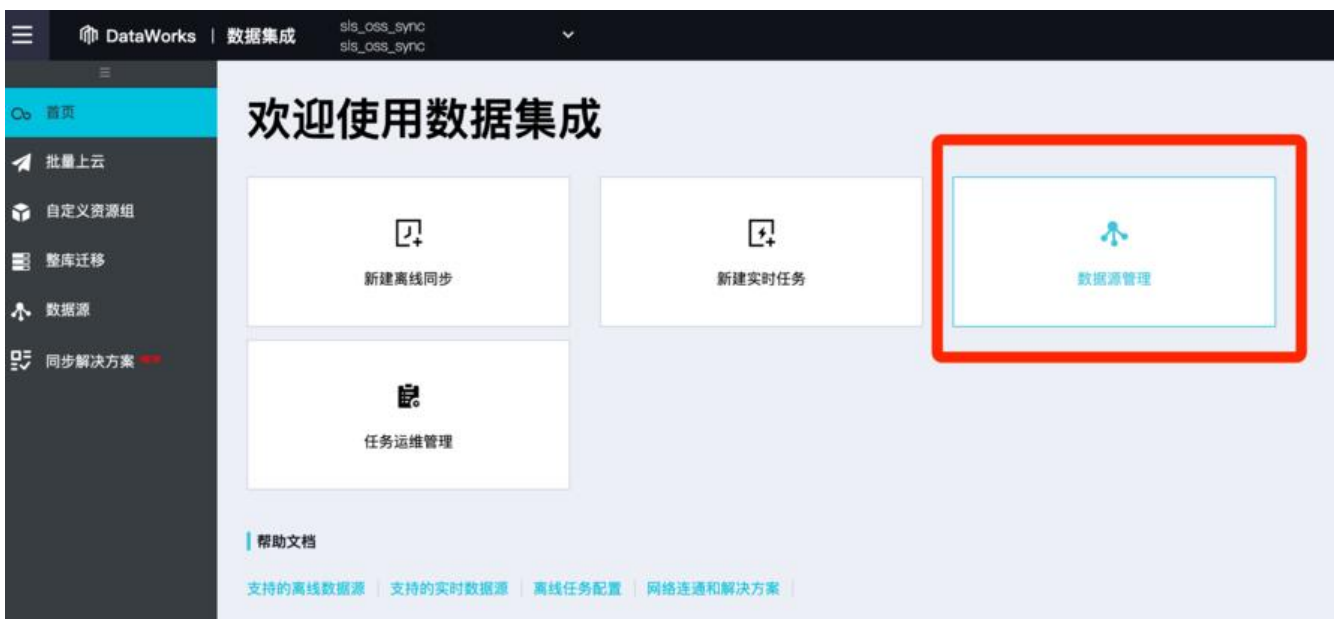 DataWorks | 数据集成
sls_oss_sync
sls_oss_sync
首页
批量上云
自定义资源组
整库迁移
数据源
同步解决方案
欢迎使用数据集成
新建离线同步
新建实时任务
数据源管理
任务运维管理
帮助文档
支持的离线数据源 支持的实时数据源 离线任务配置 网络连通和解决方案